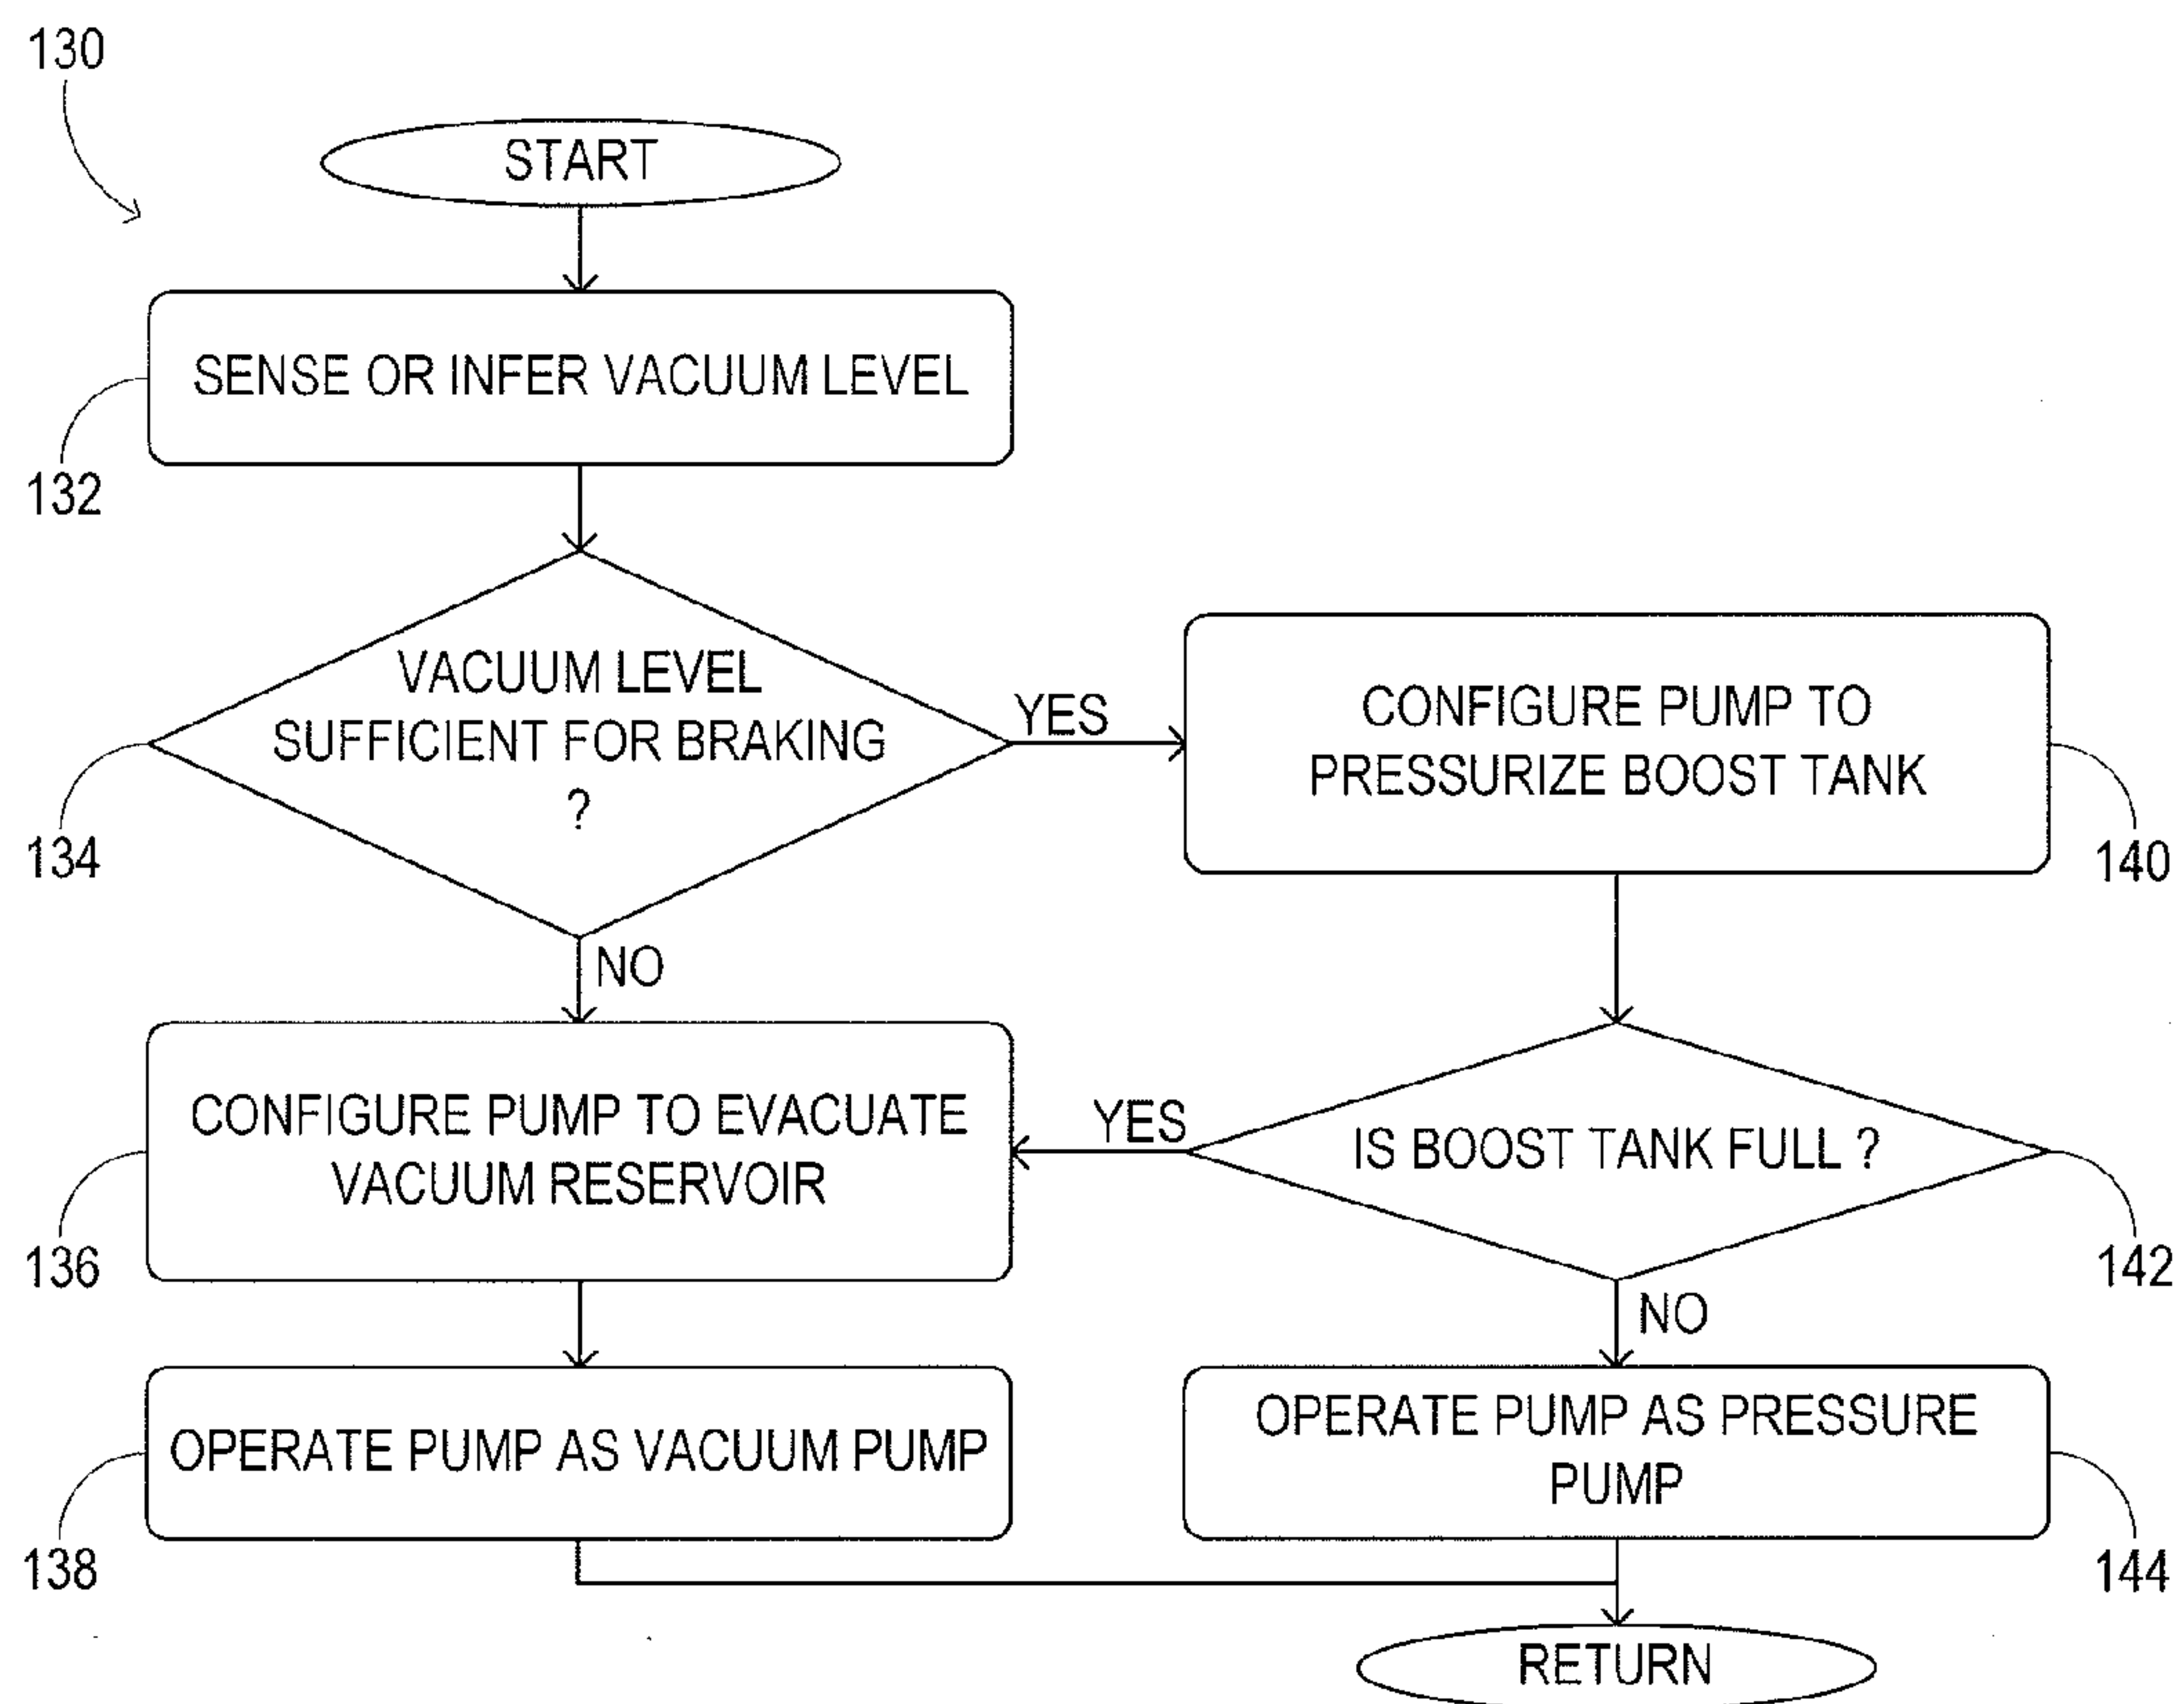 130
START
SENSE OR INFER VACUUM LEVEL
132
VACUUM LEVEL
SUFFICIENT FOR BRAKING
?
134
YES
CONFIGURE PUMP TO
PRESSURIZE BOOST TANK
140
NO
CONFIGURE PUMP TO EVACUATE
VACUUM RESERVOIR
136
YES
IS BOOST TANK FULL ?
142
NO
OPERATE PUMP AS VACUUM PUMP
138
OPERATE PUMP AS PRESSURE
PUMP
144
RETURN